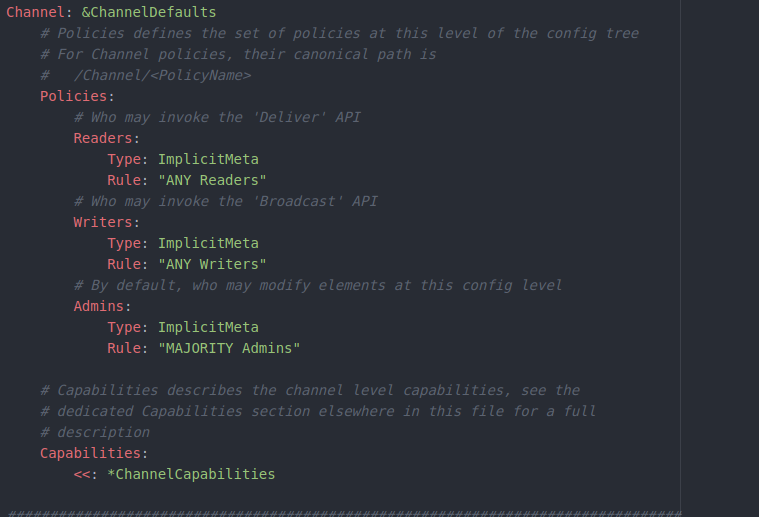 Channel: &ChannelDefaults
    # Policies defines the set of policies at this level of the config tree
    # For Channel policies, their canonical path is
    #   /Channel/<PolicyName>
    Policies:
        # Who may invoke the 'Deliver' API
        Readers:
            Type: ImplicitMeta
            Rule: "ANY Readers"
        # Who may invoke the 'Broadcast' API
        Writers:
            Type: ImplicitMeta
            Rule: "ANY Writers"
        # By default, who may modify elements at this config level
        Admins:
            Type: ImplicitMeta
            Rule: "MAJORITY Admins"

    # Capabilities describes the channel level capabilities, see the
    # dedicated Capabilities section elsewhere in this file for a full
    # description
    Capabilities:
        <<: *ChannelCapabilities

################################################################################